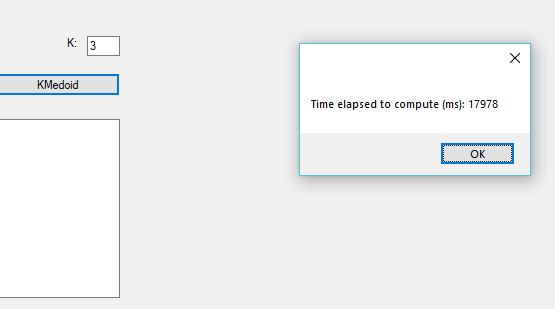 K: 3
KMedoid
Time elapsed to compute (ms): 17978
OK